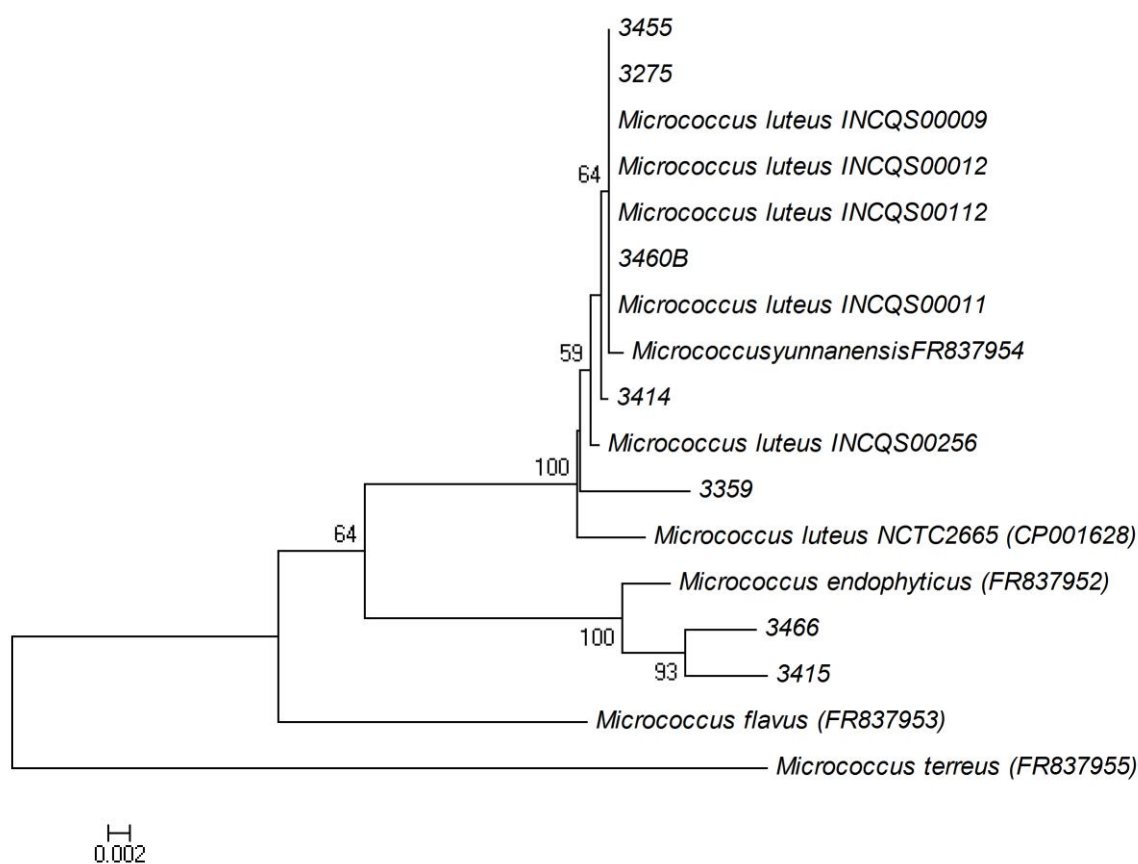 3455
3275
Micrococcus luteus INCQS00009
Micrococcus luteus INCQS00012
64
Micrococcus luteus INCQS00112
3460B
Micrococcus luteus INCQS00011
59
MicrococcusyunnanensisFR837954
3414
Micrococcus luteus INCQS00256
100
3359
64
Micrococcus luteus NCTC2665 (CP001628)
Micrococcus endophyticus (FR837952)
3466
100
93
3415
Micrococcus flavus (FR837953)
Micrococcus terreus (FR837955)
0.002